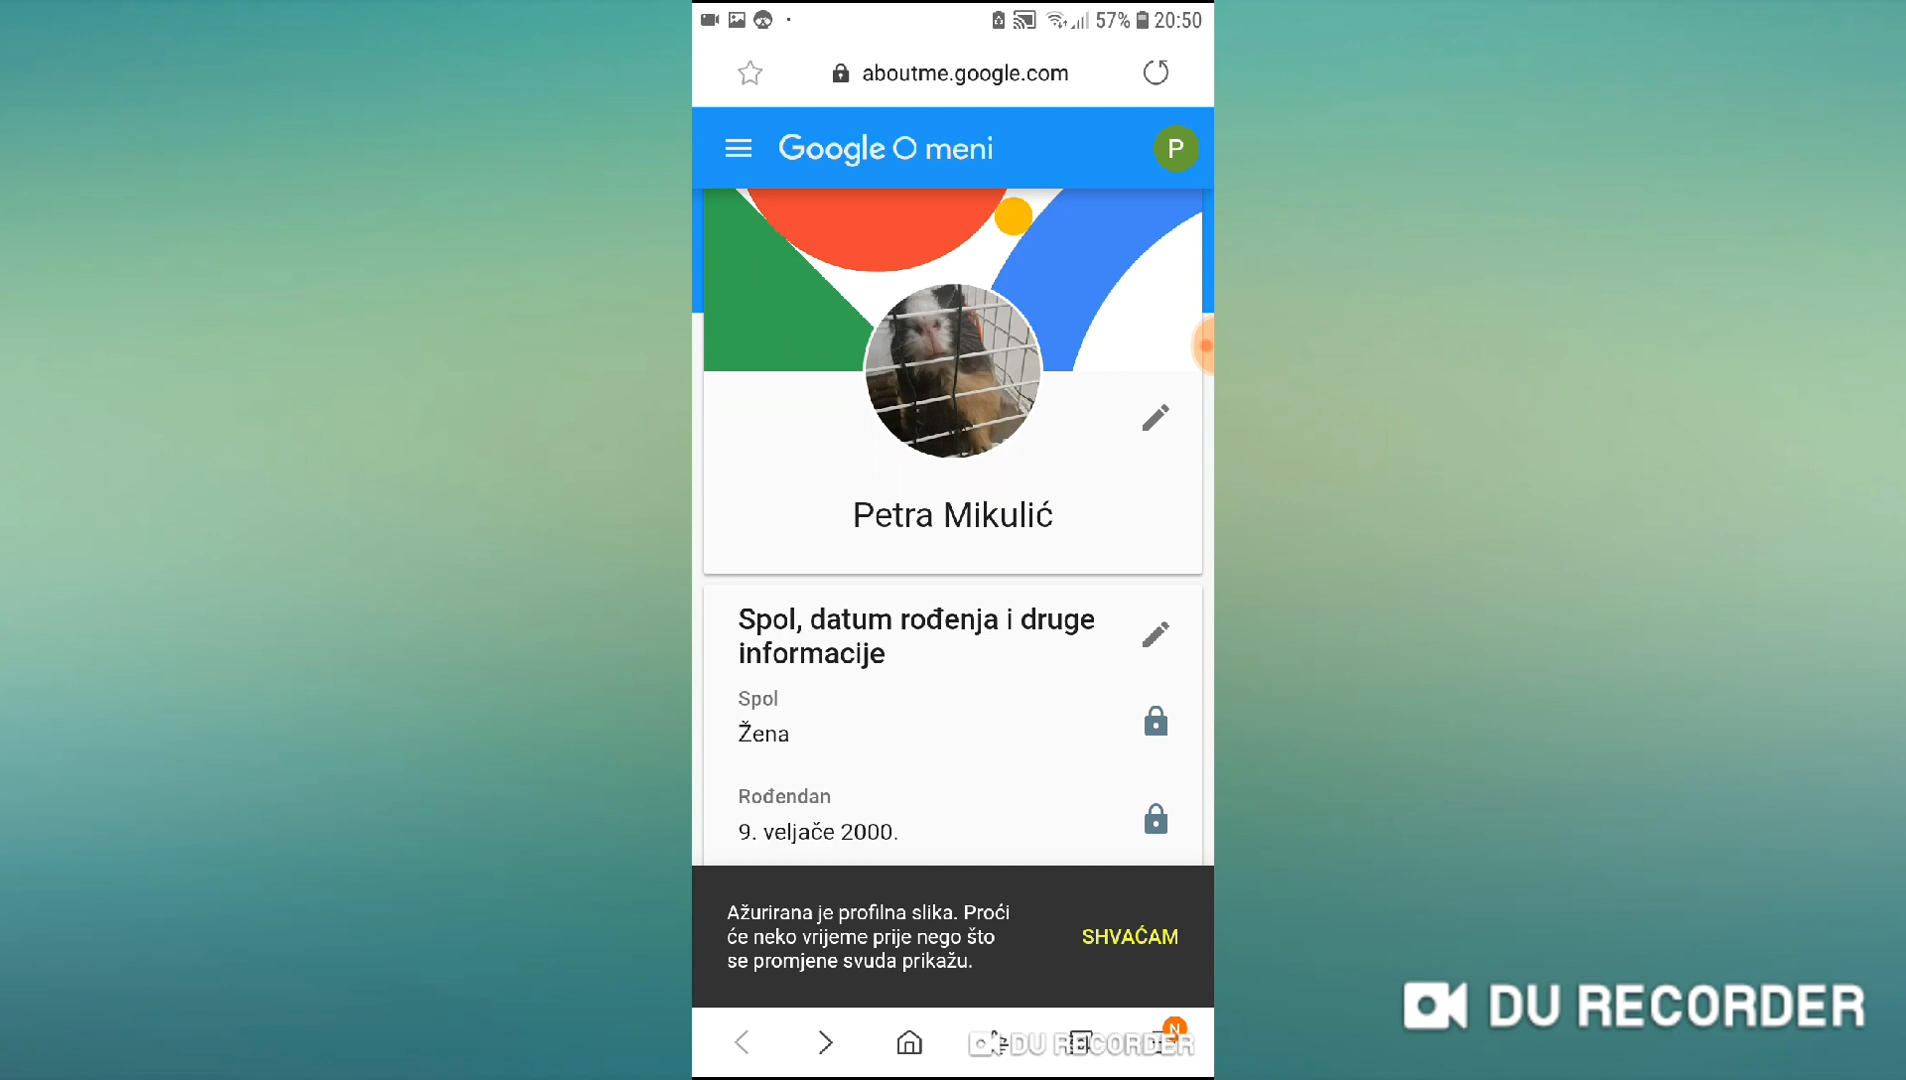 57% 20:50
aboutme.google.com
Google O meni
P
Petra Mikulić
Spol, datum rođenja i druge
informacije
Spol
Žena
Rođendan
9. veljače 2000.
Ažurirana je profilna slika. Proći
će neko vrijeme prije nego što
se promjene svuda prikažu.
SHVAĆAM
N
DU RECORDER
DU RECORDER